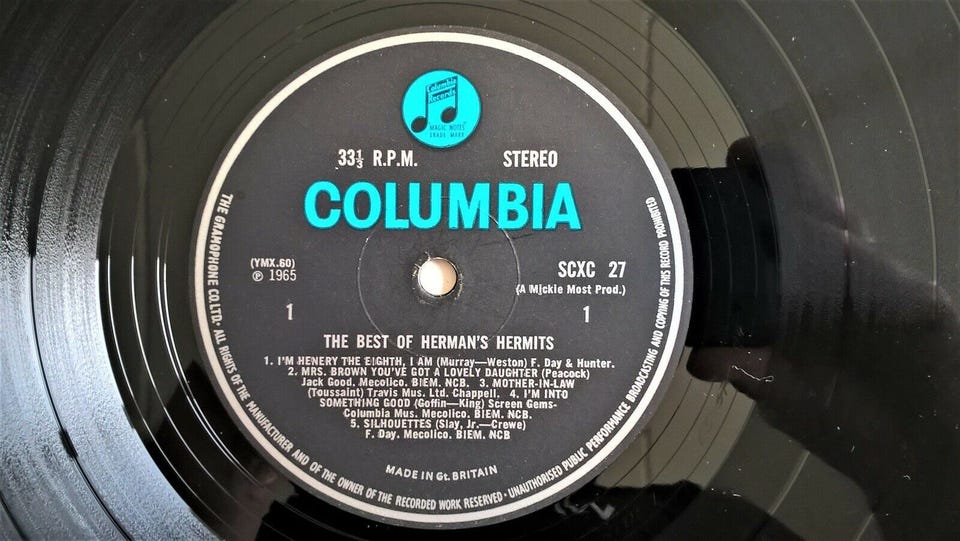 Columbia
Records
MAGIC NOTES
TRADE MARK
33⅓ R.P.M. STEREO
COLUMBIA
(YMX.60)
℗ 1965
SCXC 27
(A Mickie Most Prod.)
1 1
THE BEST OF HERMAN'S HERMITS
1. I'M HENERY THE EIGHTH, I AM (Murray—Weston) F. Day & Hunter.
2. MRS. BROWN YOU'VE GOT A LOVELY DAUGHTER (Peacock)
Jack Good. Mecolico. BIEM. NCB. 3. MOTHER-IN-LAW
(Toussaint) Travis Mus. Ltd. Chappell. 4. I'M INTO
SOMETHING GOOD (Goffin—King) Screen Gems-
Columbia Mus. Mecolico. BIEM. NCB.
5. SILHOUETTES (Slay, Jr.—Crewe)
F. Day. Mecolico. BIEM. NCB
MADE IN Gt. BRITAIN
THE GRAMOPHONE CO. LTD. · ALL RIGHTS OF THE MANUFACTURER AND OF THE OWNER OF THE RECORDED WORK RESERVED · UNAUTHORISED PUBLIC PERFORMANCE BROADCASTING AND COPYING OF THIS RECORD PROHIBITED